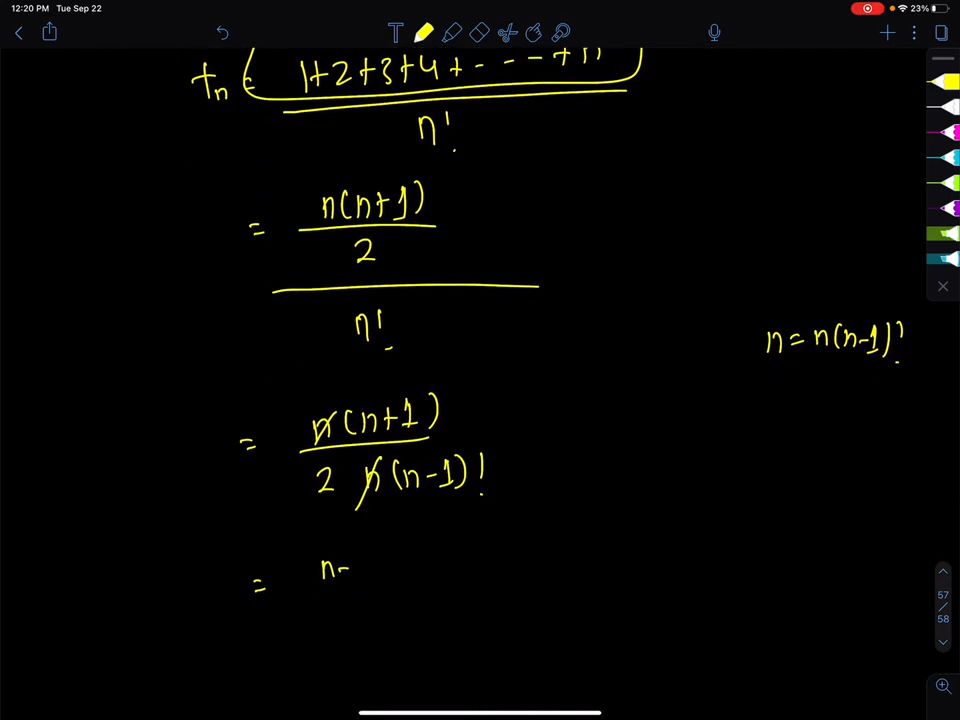 12:20 PM Tue Sep 22
23%
tn = 1+2+3+4+---+n
n!
= n(n+1)
2
n!
n = n(n-1)!
= n(n+1)
2 n(n-1)!
= n-
57
/
58